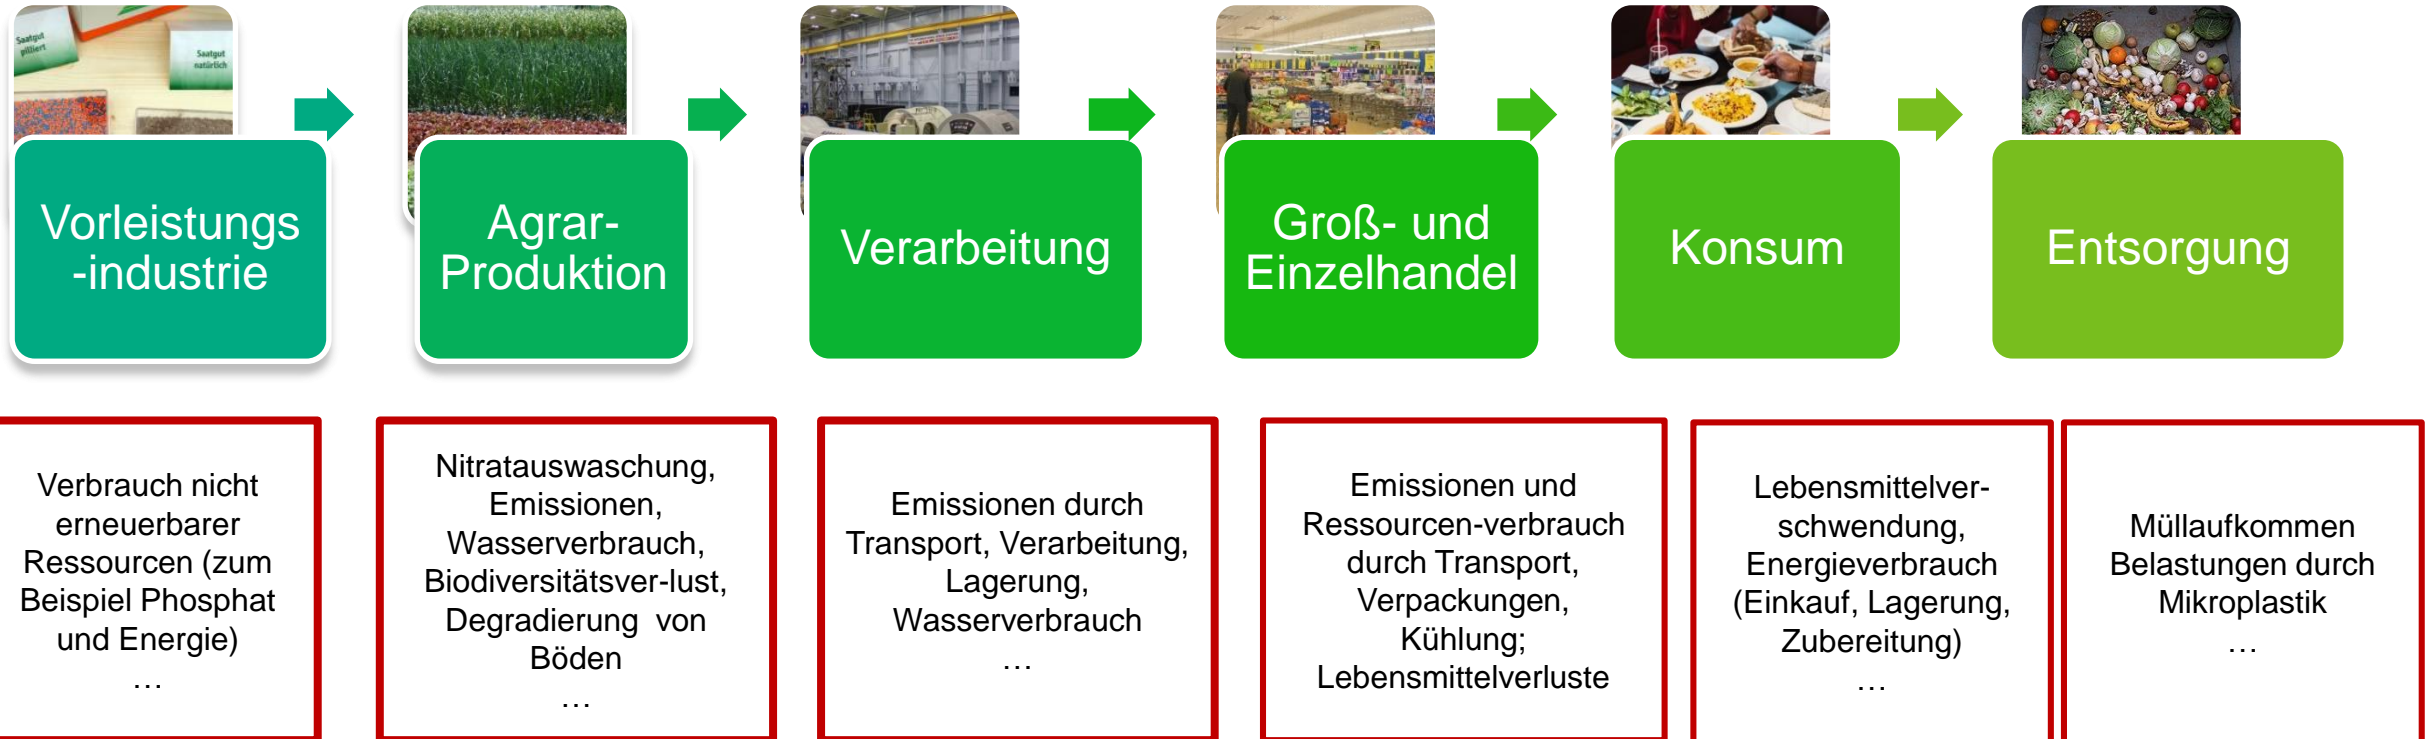 Saatgut
pilliert
Saatgut
natürlich
Vorleistungs
-industrie
Agrar-
Produktion
Verarbeitung
Groß- und
Einzelhandel
Konsum
Entsorgung
Verbrauch nicht
erneuerbarer
Ressourcen (zum
Beispiel Phosphat
und Energie)
…
Nitratauswaschung,
Emissionen,
Wasserverbrauch,
Biodiversitätsver-lust,
Degradierung von
Böden
…
Emissionen durch
Transport, Verarbeitung,
Lagerung,
Wasserverbrauch
…
Emissionen und
Ressourcen-verbrauch
durch Transport,
Verpackungen,
Kühlung;
Lebensmittelverluste
Lebensmittelver-
schwendung,
Energieverbrauch
(Einkauf, Lagerung,
Zubereitung)
…
Müllaufkommen
Belastungen durch
Mikroplastik
…